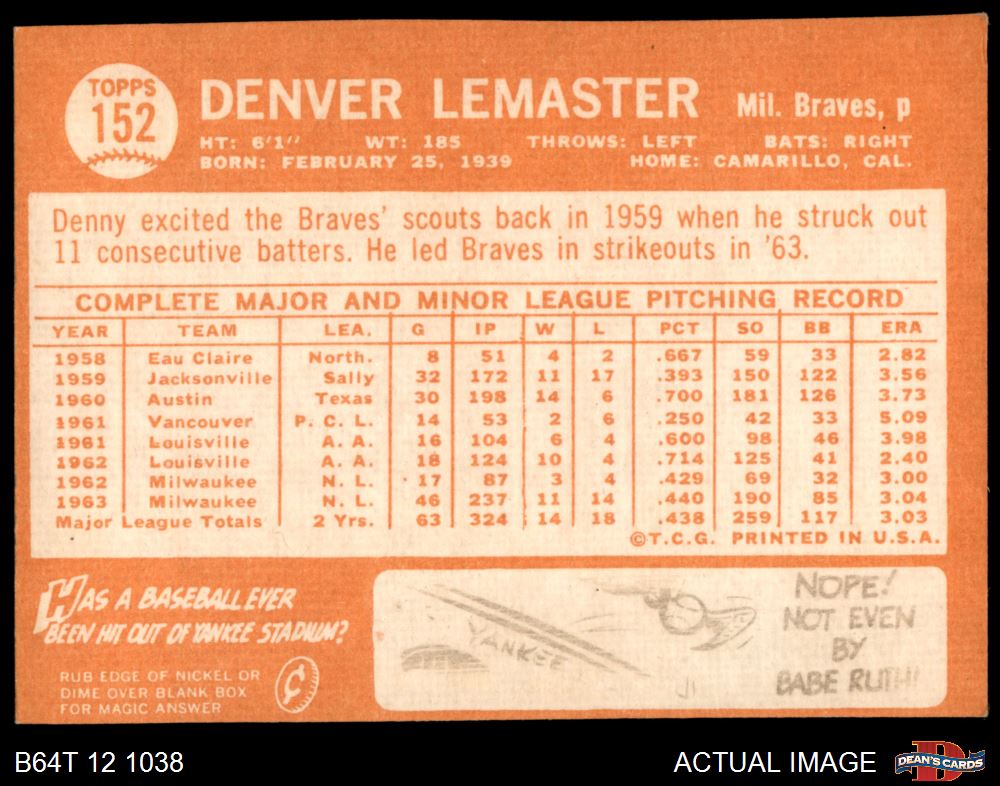 TOPPS
152
DENVER LEMASTER Mil. Braves, p
HT: 6'1" WT: 185 THROWS: LEFT BATS: RIGHT
BORN: FEBRUARY 25, 1939 HOME: CAMARILLO, CAL.
Denny excited the Braves' scouts back in 1959 when he struck out
11 consecutive batters. He led Braves in strikeouts in '63.
COMPLETE MAJOR AND MINOR LEAGUE PITCHING RECORD
YEAR TEAM LEA. G IP W L PCT SO BB ERA
1958 Eau Claire North. 8 51 4 2 .667 59 33 2.82
1959 Jacksonville Sally 32 172 11 17 .393 150 122 3.56
1960 Austin Texas 30 198 14 6 .700 181 126 3.73
1961 Vancouver P. C. L. 14 53 2 6 .250 42 33 5.09
1961 Louisville A. A. 16 104 6 4 .600 98 46 3.98
1962 Louisville A. A. 18 124 10 4 .714 125 41 2.40
1962 Milwaukee N. L. 17 87 3 4 .429 69 32 3.00
1963 Milwaukee N. L. 46 237 11 14 .440 190 85 3.04
Major League Totals 2 Yrs. 63 324 14 18 .438 259 117 3.03
©T.C.G. PRINTED IN U.S.A.
HAS A BASEBALL EVER
BEEN HIT OUT OF YANKEE STADIUM?
RUB EDGE OF NICKEL OR
DIME OVER BLANK BOX
FOR MAGIC ANSWER
¢
YANKEE
NOPE!
NOT EVEN
BY
BABE RUTH!
B64T 12 1038 ACTUAL IMAGE
D
DEAN'S CARDS